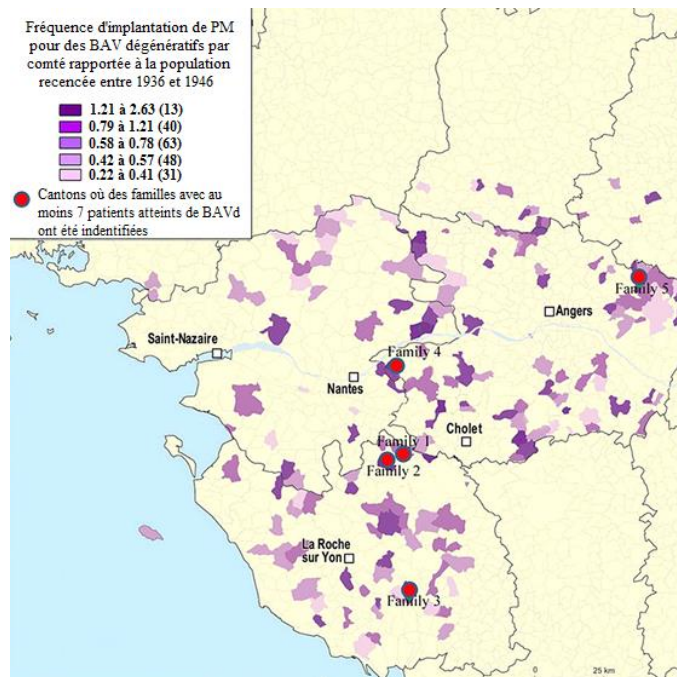 Fréquence d'implantation de PM
pour des BAV dégénératifs par
comté rapportée à la population
recencée entre 1936 et 1946
1.21 à 2.63 (13)
0.79 à 1.21 (40)
0.58 à 0.78 (63)
0.42 à 0.57 (48)
0.22 à 0.41 (31)
Cantons où des familles avec au
moins 7 patients atteints de BAVd
ont été indentifiées
Family 5
Angers
Saint-Nazaire
Family 4
Nantes
Cholet
Family 1
Family 2
La Roche
sur Yon
Family 3
0 25 km